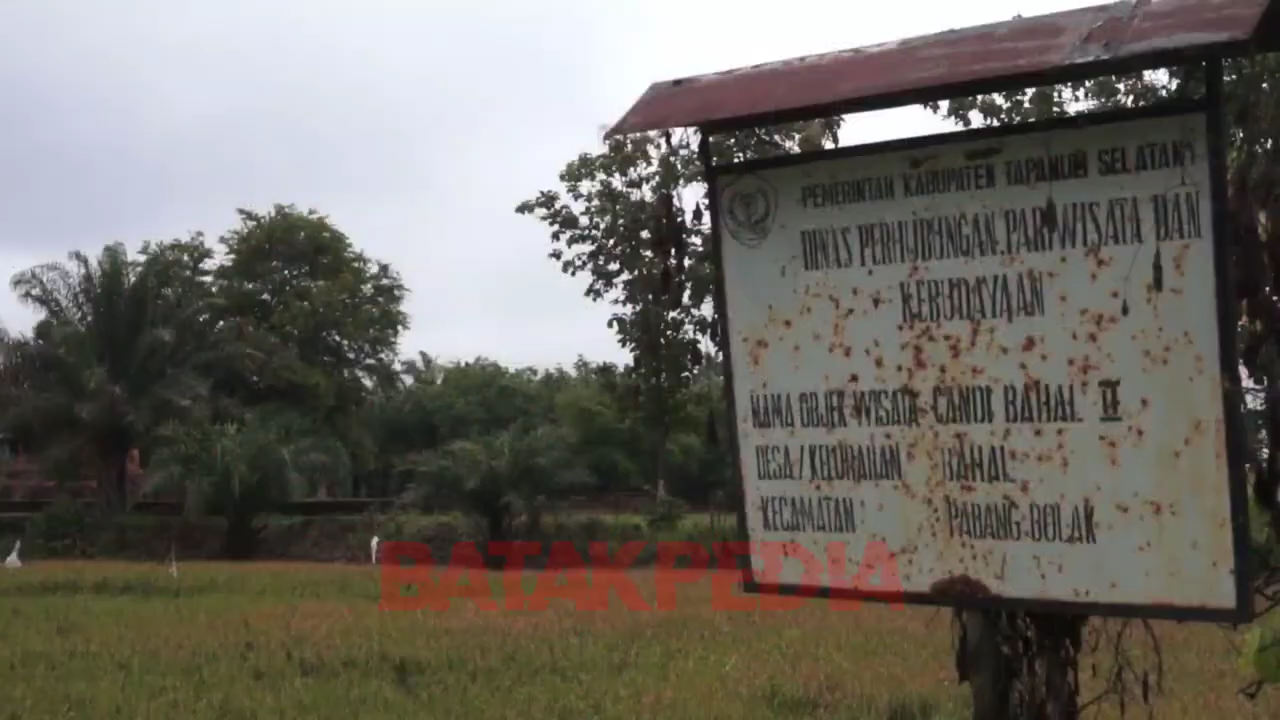 PEMERINTAH KABUPATEN TAPANULI SELATAN
DINAS PERHUBUNGAN, PARIWISATA DAN
KEBUDAYAAN
NAMA OBJEK WISATA CANDI BAHAL II
DESA/KELURAHAN BAHAL
KECAMATAN PADANG BOLAK
BATAKPEDIA